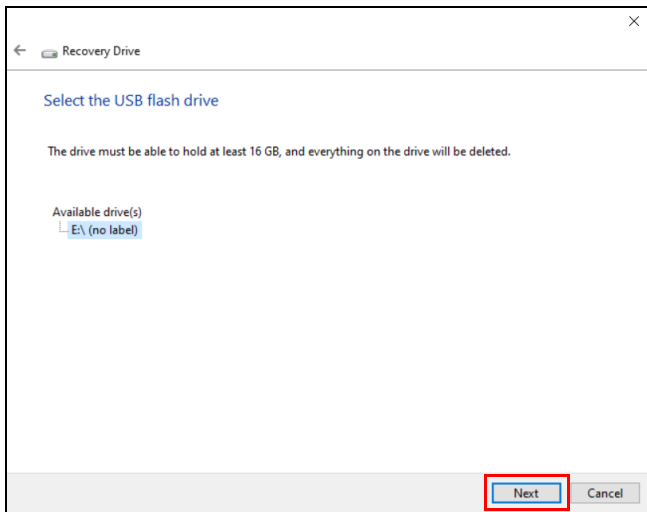 Recovery Drive
Select the USB flash drive
The drive must be able to hold at least 16 GB, and everything on the drive will be deleted.
Available drive(s)
E:\ (no label)
Next Cancel